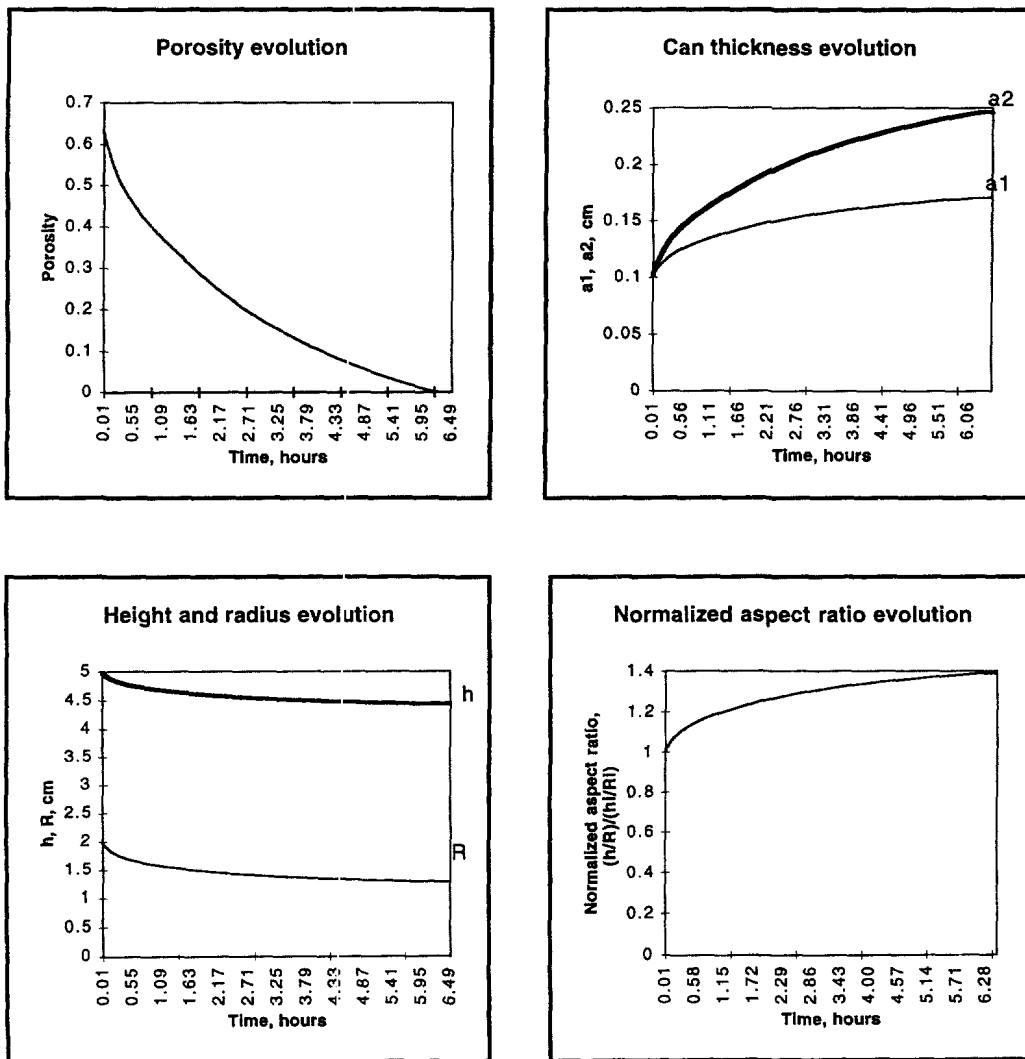 Porosity evolution
0.7
0.6
0.5
0.4
0.3
0.2
0.1
0
Porosity
0.01 0.55 1.09 1.63 2.17 2.71 3.25 3.79 4.33 4.87 5.41 5.95 6.49
Time, hours
Can thickness evolution
0.25
0.2
0.15
0.1
0.05
0
a1, a2, cm
a2
a1
0.01 0.56 1.11 1.66 2.21 2.76 3.31 3.86 4.41 4.96 5.51 6.06
Time, hours
Height and radius evolution
5
4.5
4
3.5
3
2.5
2
1.5
1
0.5
0
h, R, cm
h
R
0.01 0.55 1.09 1.63 2.17 2.71 3.25 3.79 4.33 4.87 5.41 5.95 6.49
Time, hours
Normalized aspect ratio evolution
1.4
1.2
1
0.8
0.6
0.4
0.2
0
Normalized aspect ratio,
(h/R)/(hi/Ri)
0.01 0.58 1.15 1.72 2.29 2.86 3.43 4.00 4.57 5.14 5.71 6.28
Time, hours